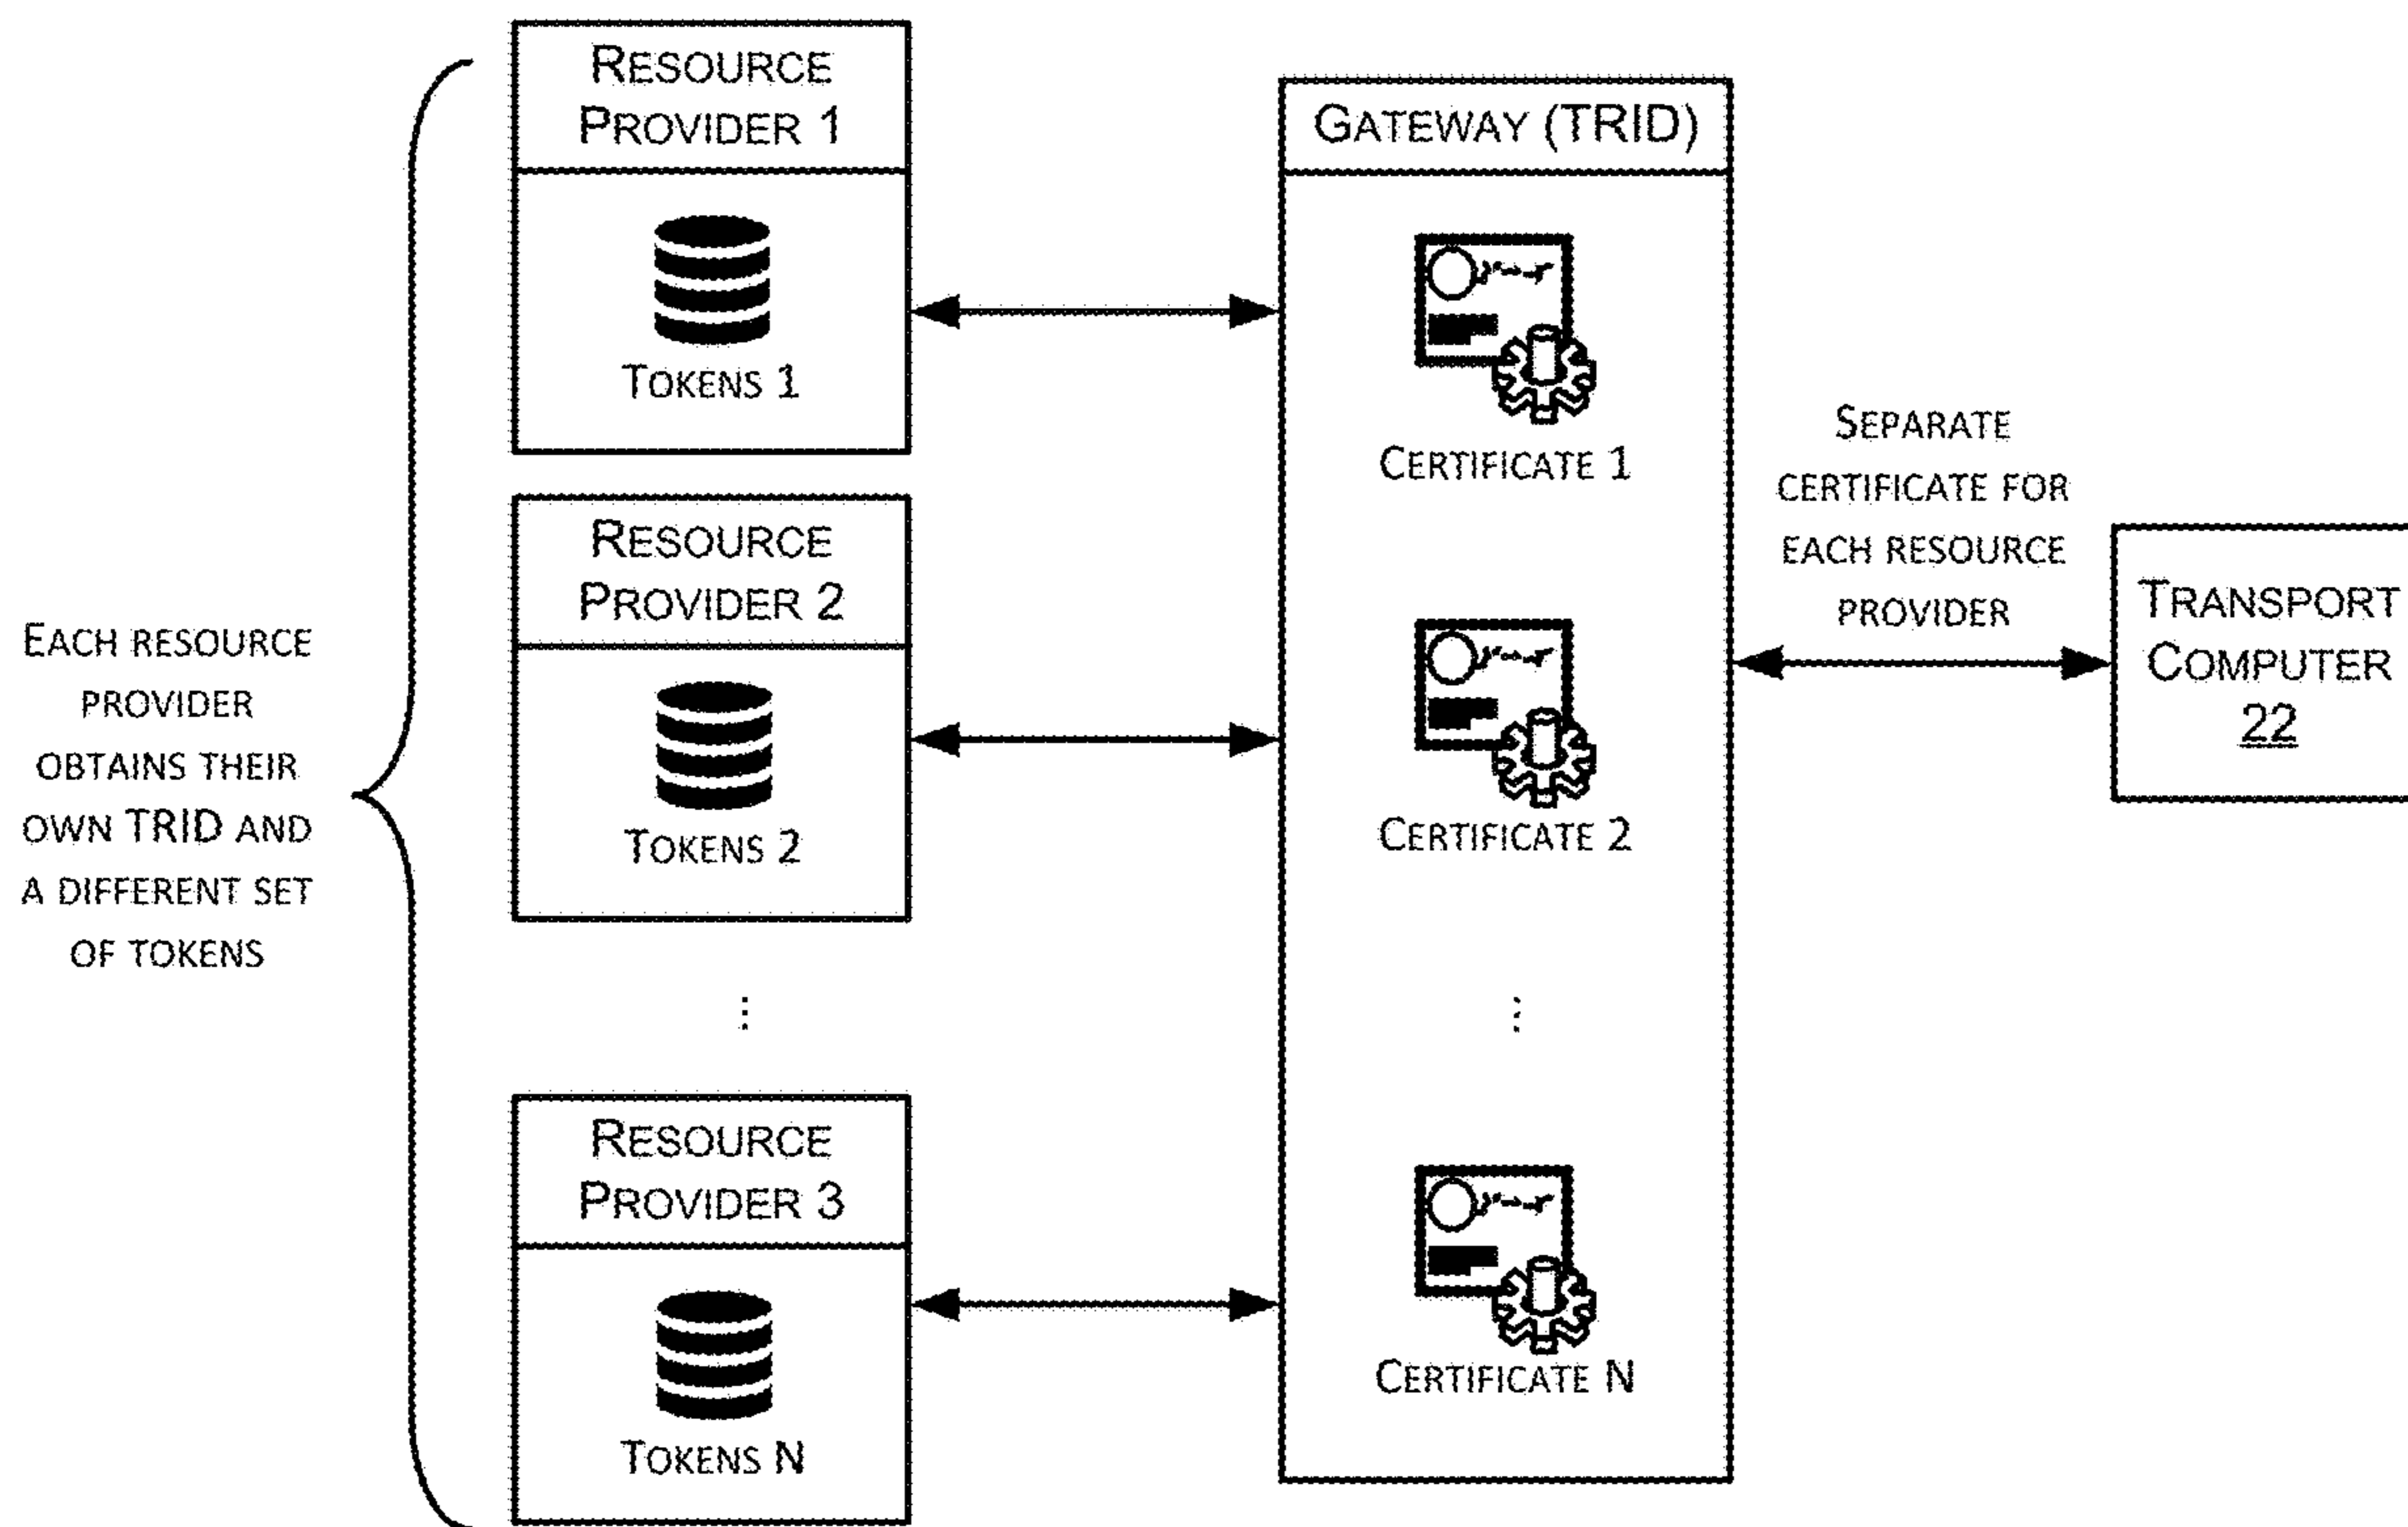 EACH RESOURCE
PROVIDER
OBTAINS THEIR
OWN TRID AND
A DIFFERENT SET
OF TOKENS
RESOURCE
PROVIDER 1
TOKENS 1
RESOURCE
PROVIDER 2
TOKENS 2
⋮
RESOURCE
PROVIDER 3
TOKENS N
GATEWAY (TRID)
CERTIFICATE 1
CERTIFICATE 2
⋮
CERTIFICATE N
SEPARATE
CERTIFICATE FOR
EACH RESOURCE
PROVIDER
TRANSPORT
COMPUTER
22